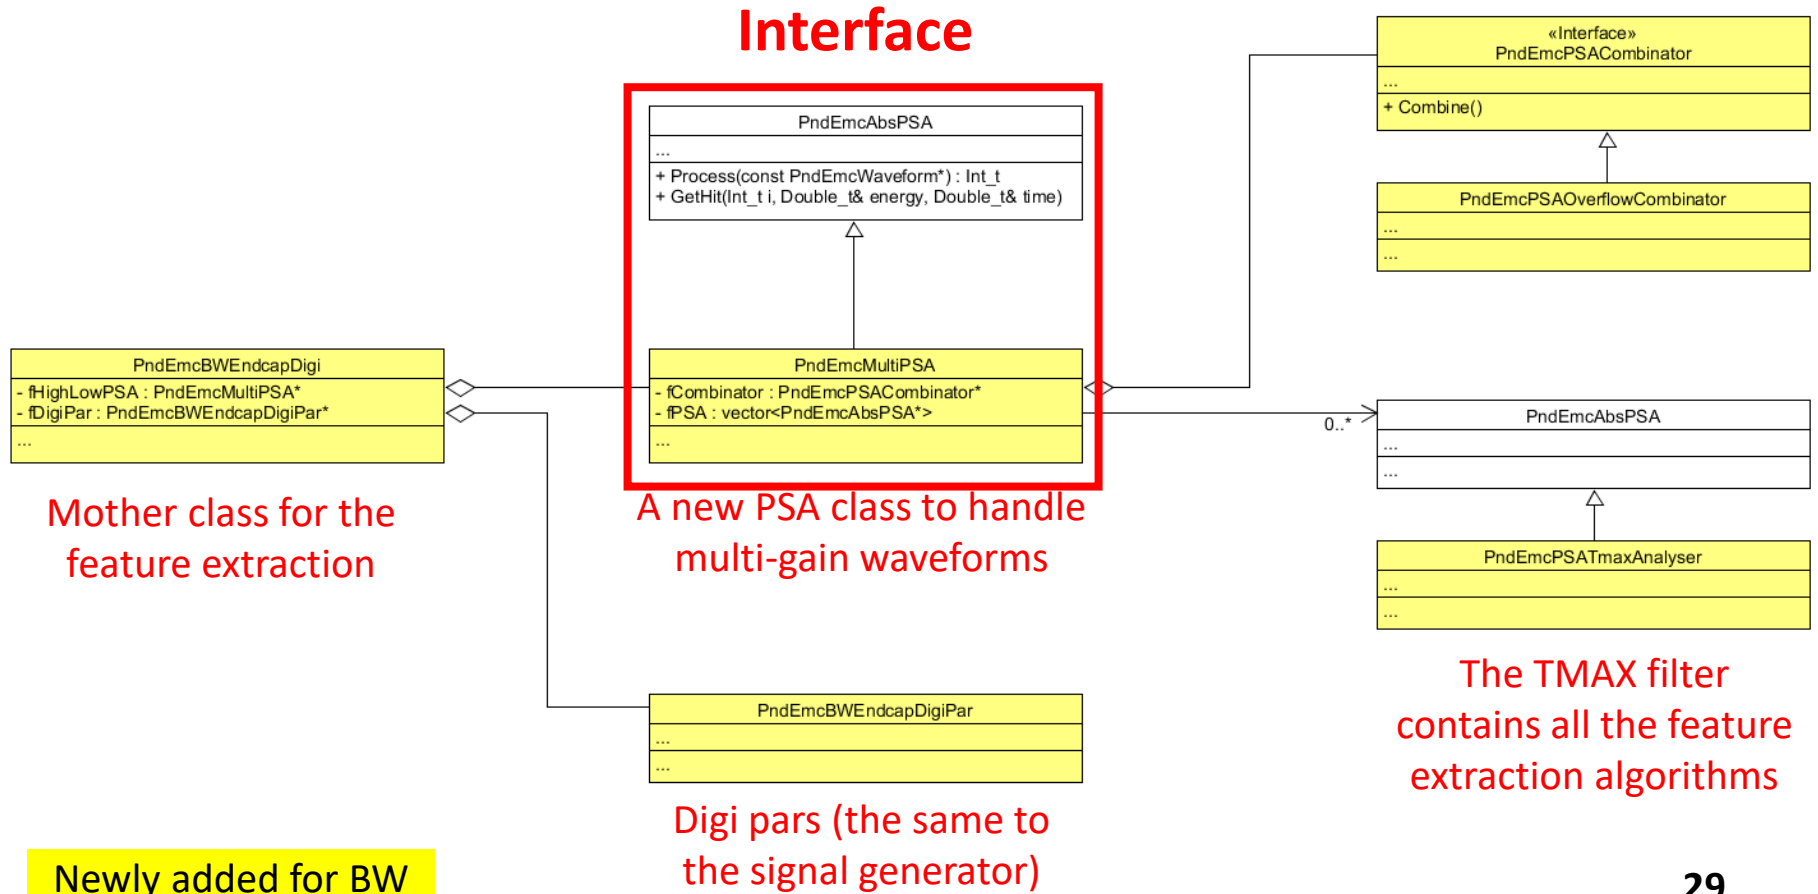 Interface
«Interface»
PndEmcPSACombinator
...
+ Combine()
PndEmcAbsPSA
...
+ Process(const PndEmcWaveform*) : Int_t
+ GetHit(Int_t i, Double_t& energy, Double_t& time)
PndEmcPSAOverflowCombinator
...
...
PndEmcBWEndcapDigi
- fHighLowPSA : PndEmcMultiPSA*
- fDigiPar : PndEmcBWEndcapDigiPar*
...
Mother class for the
feature extraction
PndEmcMultiPSA
- fCombinator : PndEmcPSACombinator*
- fPSA : vector<PndEmcAbsPSA*>
...
A new PSA class to handle
multi-gain waveforms
0..*
PndEmcAbsPSA
...
...
PndEmcPSATmaxAnalyser
...
...
The TMAX filter
contains all the feature
extraction algorithms
PndEmcBWEndcapDigiPar
...
...
Digi pars (the same to
the signal generator)
Newly added for BW
29